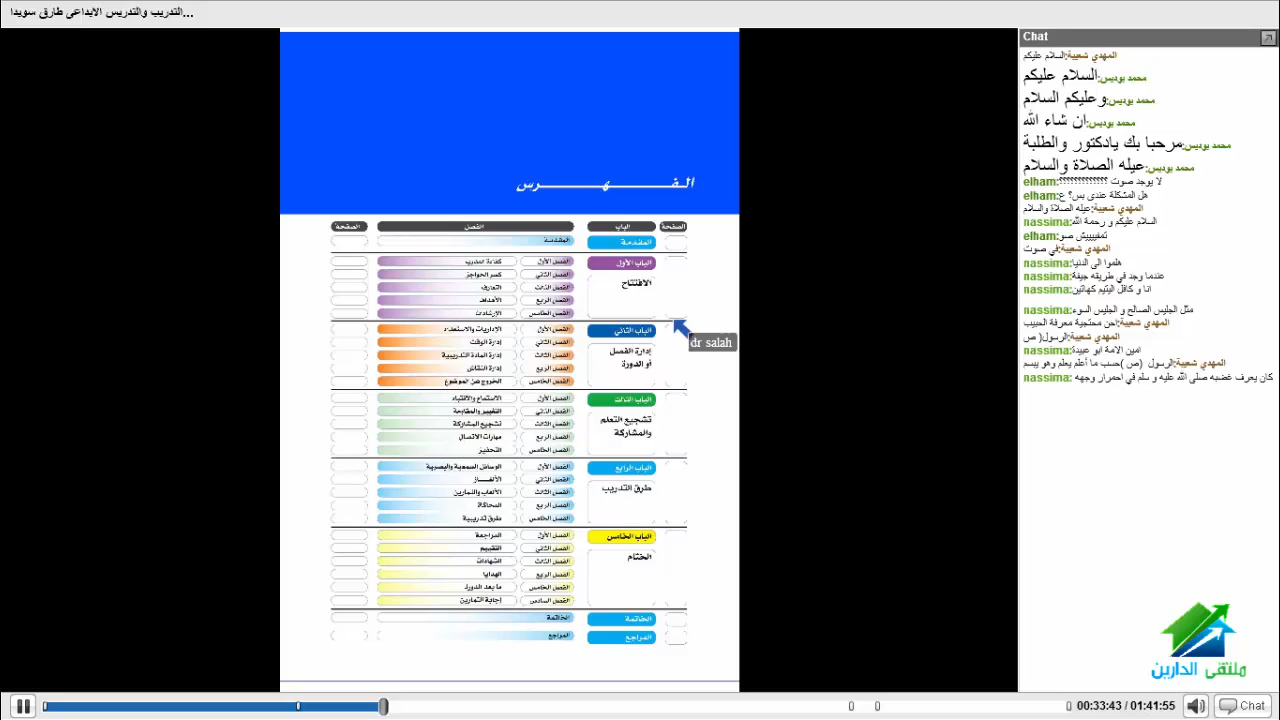 التدريب والتدريس الابداعى طارق سويدا...
الفـهـرس
الصفحة الباب الفصل الصفحة
المقدمة المقدمة
الباب الأول الفصل الأول كفاءة المدرب
الافتتاح الفصل الثاني كسر الحواجز
الفصل الثالث التعارف
الفصل الرابع الأهداف
الفصل الخامس الإرشادات
الباب الثاني الفصل الأول الإداريات والاستعداد
إدارة الفصل أو الدورة الفصل الثاني إدارة الوقت
الفصل الثالث إدارة المادة التدريبية
الفصل الرابع إدارة النقاش
الفصل الخامس الخروج عن الموضوع
الباب الثالث الفصل الأول الاستماع والانتباه
تشجيع التعلم والمشاركة الفصل الثاني التغيير والمقابحة
الفصل الثالث تشجيع المشاركة
الفصل الرابع مهارات الاتصال
الفصل الخامس التحفيز
الباب الرابع الفصل الأول الوسائل السمعية والبصرية
طرق التدريب الفصل الثاني الألغــاز
الفصل الثالث الألعاب والتمارين
الفصل الرابع المحاكاة
الفصل الخامس طرق تدريبية
الباب الخامس الفصل الأول المراجعة
الختام الفصل الثاني التقييم
الفصل الثالث الشهادات
الفصل الرابع الهدايا
الفصل الخامس ما بعد الدورة
الفصل السادس إجابة التمارين
الخاتمة الخاتمة
المراجع المراجع
dr salah
Chat
المهدي شعيبة:السلام عليكم
محمد بوديس:السلام عليكم
محمد بوديس:وعليكم السلام
محمد بوديس:ان شاء الله
محمد بوديس:مرحبا بك يادكتور والطلبة
محمد بوديس:عيله الصلاة والسلام
elham:لا يوجد صوت ؟؟؟؟؟؟؟؟؟؟؟؟
elham:هل المشكلة عندى بس؟ ع
المهدي شعيبة:عيله الصلاة والسلام
nassima:السلام عليكم و رحمة الله
elham:تمفيييش صو
المهدي شعيبة:في صوت
nassima:هلموا الى الدنيا
nassima:عندما وجد في طريقه جيفة
nassima:انا و كافل اليتيم كهاتين
nassima:مثل الجليس الصالح و الجليس السوء
المهدي شعيبة:احن محتجية معرفة الحبيب
المهدي شعيبة:الرسول( ص
nassima:امين الامة ابو عبيدة
المهدي شعيبة:الرسول (ص )حسب ما أعلم يعلم وهو يبسم
nassima:كان يعرف غضبه صلى الله عليه و سلم في احمرار وجهه
ملتقى الدارين
00:33:43 / 01:41:55
Chat